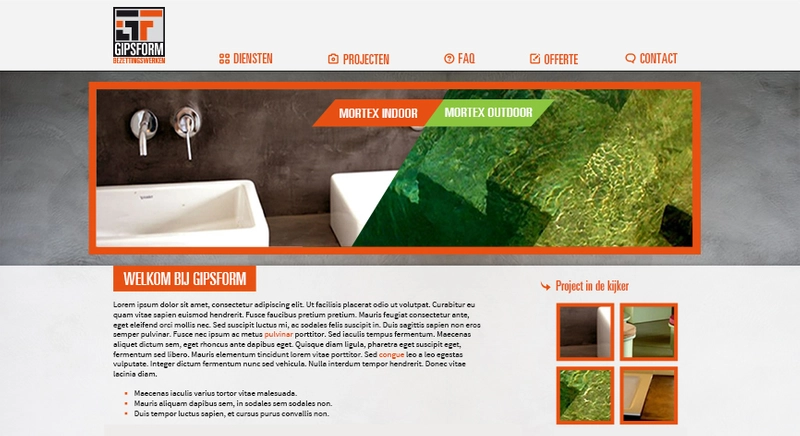 GIPSFORM
BEZETTINGSWERKEN
DIENSTEN
PROJECTEN
FAQ
OFFERTE
CONTACT
MORTEX INDOOR
MORTEX OUTDOOR
WELKOM BIJ GIPSFORM
Lorem ipsum dolor sit amet, consectetur adipiscing elit. Ut facilisis placerat odio ut volutpat. Curabitur eu
quam vitae sapien euismod hendrerit. Fusce faucibus pretium pretium. Mauris feugiat consectetur ante,
eget eleifend orci mollis nec. Sed suscipit luctus mi, ac sodales felis suscipit in. Duis sagittis sapien non eros
semper pulvinar. Fusce nec ipsum ac metus pulvinar porttitor. Sed iaculis tempus fermentum. Maecenas
aliquet dictum sem, eget rhoncus ante dapibus eget. Quisque diam ligula, pharetra eget suscipit eget,
fermentum sed libero. Mauris elementum tincidunt lorem vitae porttitor. Sed congue leo a leo egestas
vulputate. Integer dictum fermentum nunc sed vehicula. Nulla interdum tempor hendrerit. Donec vitae
lacinia diam.
Maecenas iaculis varius tortor vitae malesuada.
Mauris aliquam dapibus sem, in sodales sem sodales non.
Duis tempor luctus sapien, et cursus purus convallis non.
Project in de kijker